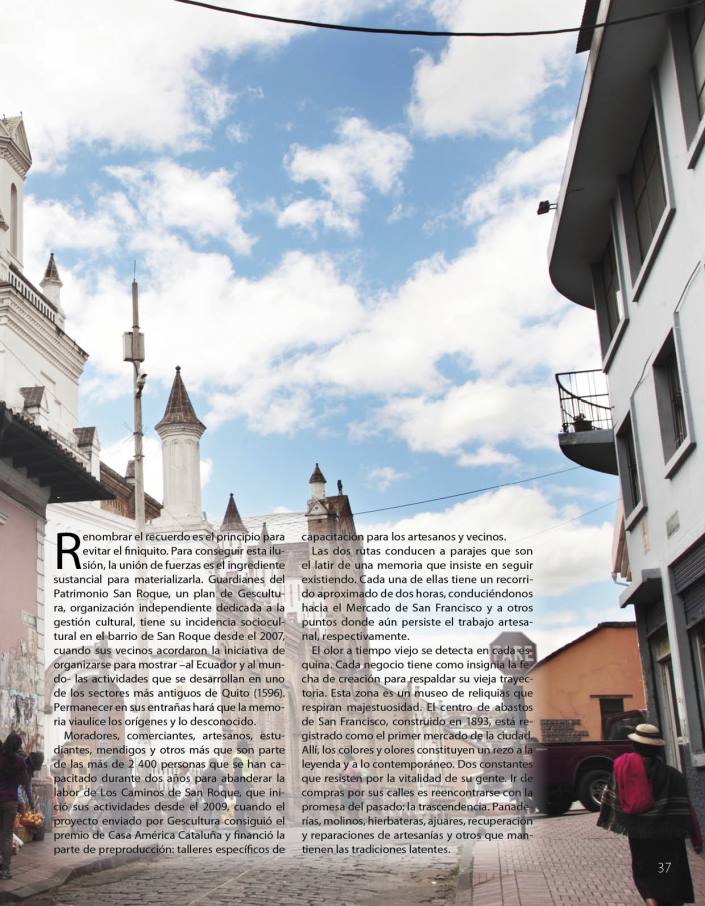 Renombrar el recuerdo es el principio para
evitar el finiquito. Para conseguir esta ilu-
sión, la unión de fuerzas es el ingrediente
sustancial para materializarla. Guardianes del
Patrimonio San Roque, un plan de Gescultu-
ra, organización independiente dedicada a la
gestión cultural, tiene su incidencia sociocul-
tural en el barrio de San Roque desde el 2007,
cuando sus vecinos acordaron la iniciativa de
organizarse para mostrar –al Ecuador y al mun-
do- las actividades que se desarrollan en uno
de los sectores más antiguos de Quito (1596).
Permanecer en sus entrañas hará que la memo-
ria viaulice los orígenes y lo desconocido.
Moradores, comerciantes, artesanos, estu-
diantes, mendigos y otros más que son parte
de las más de 2 400 personas que se han ca-
pacitado durante dos años para abanderar la
labor de Los Caminos de San Roque, que ini-
ció sus actividades desde el 2009, cuando el
proyecto enviado por Gescultura consiguió el
premio de Casa América Cataluña y financió la
parte de preproducción: talleres específicos de
capacitación para los artesanos y vecinos.
Las dos rutas conducen a parajes que son
el latir de una memoria que insiste en seguir
existiendo. Cada una de ellas tiene un recorri-
do aproximado de dos horas, conduciéndonos
hacia el Mercado de San Francisco y a otros
puntos donde aún persiste el trabajo artesa-
nal, respectivamente.
El olor a tiempo viejo se detecta en cada es-
quina. Cada negocio tiene como insignia la fe-
cha de creación para respaldar su vieja trayec-
toria. Esta zona es un museo de reliquias que
respiran majestuosidad. El centro de abastos
de San Francisco, construido en 1893, está re-
gistrado como el primer mercado de la ciudad.
Allí, los colores y olores constituyen un rezo a la
leyenda y a lo contemporáneo. Dos constantes
que resisten por la vitalidad de su gente. Ir de
compras por sus calles es reencontrarse con la
promesa del pasado: la trascendencia. Panade-
rías, molinos, hierbateras, ajuares, recuperación
y reparaciones de artesanías y otros que man-
tienen las tradiciones latentes.
37